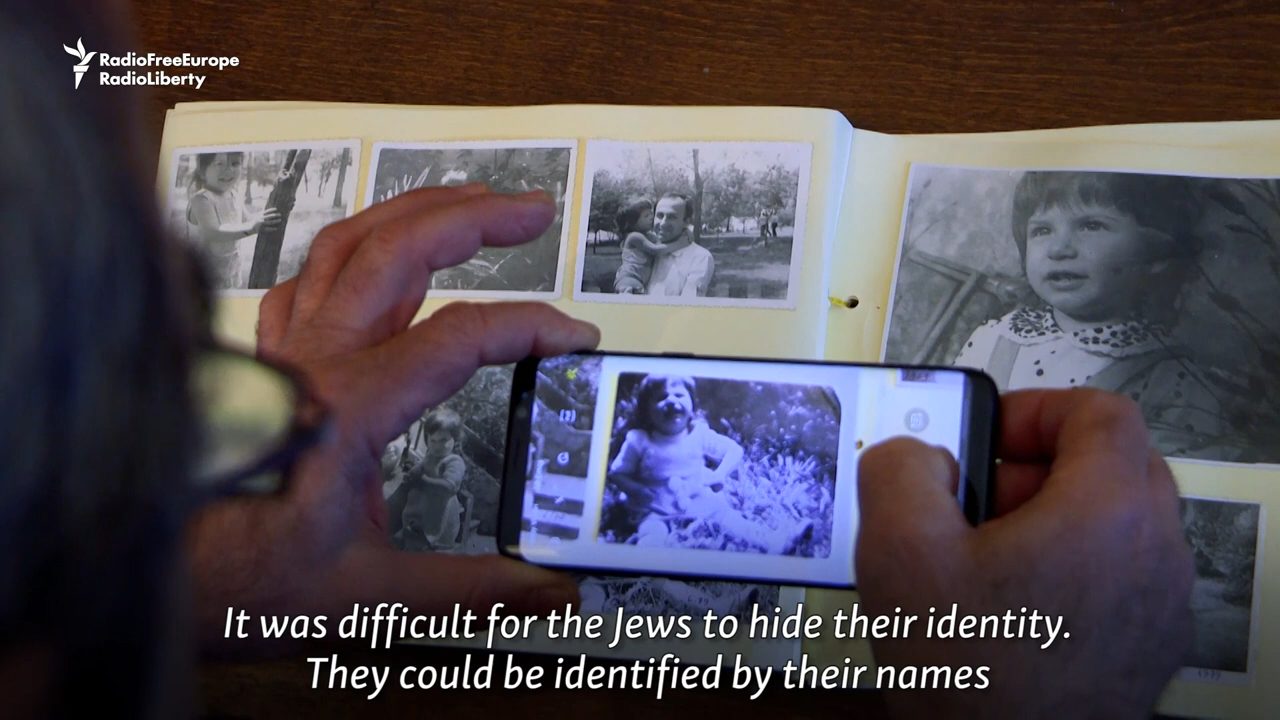 RadioFreeEurope
RadioLiberty
It was difficult for the Jews to hide their identity.
They could be identified by their names